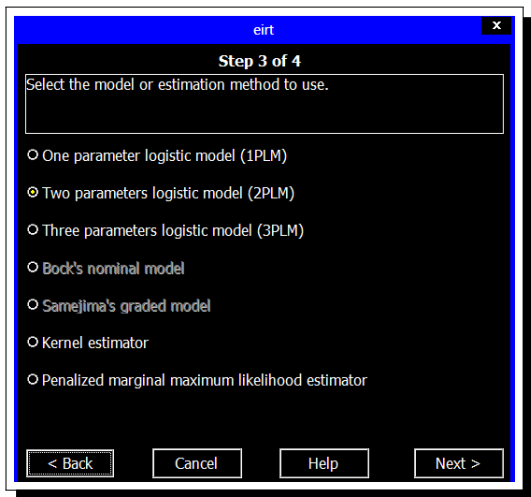 eirt
x
Step 3 of 4
Select the model or estimation method to use.
One parameter logistic model (1PLM)
Two parameters logistic model (2PLM)
Three parameters logistic model (3PLM)
Bock's nominal model
Samejima's graded model
Kernel estimator
Penalized marginal maximum likelihood estimator
< Back Cancel Help Next >